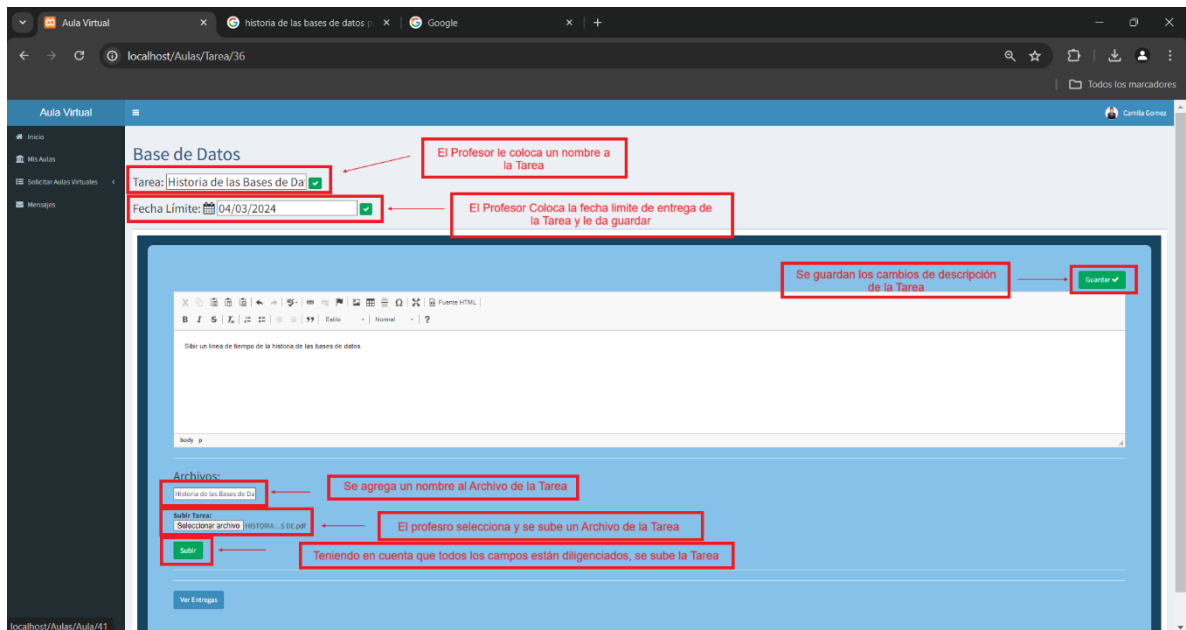 Aula Virtual
historia de las bases de datos p
Google
localhost/Aulas/Tarea/36
Todos los marcadores
Aula Virtual
Camila Gomez
Inicio
Mis Aulas
Solicitar Aulas Virtuales
Mensajes
Base de Datos
Tarea: Historia de las Bases de Da
Fecha Límite: 04/03/2024
El Profesor le coloca un nombre a
la Tarea
El Profesor Coloca la fecha limite de entrega de
la Tarea y le da guardar
Se guardan los cambios de descripción
de la Tarea
Guardar
Fuente HTML
B I S Ix Estilo Normal ?
Sibir un linea de tiempo de la historia de las bases de datos.
body p
Archivos:
Historia de las Bases de Da
Se agrega un nombre al Archivo de la Tarea
Subir Tarea:
Seleccionar archivo HISTORIA...S DE.pdf
El profesro selecciona y se sube un Archivo de la Tarea
Subir
Teniendo en cuenta que todos los campos están diligenciados, se sube la Tarea
Ver Entregas
localhost/Aulas/Aula/41